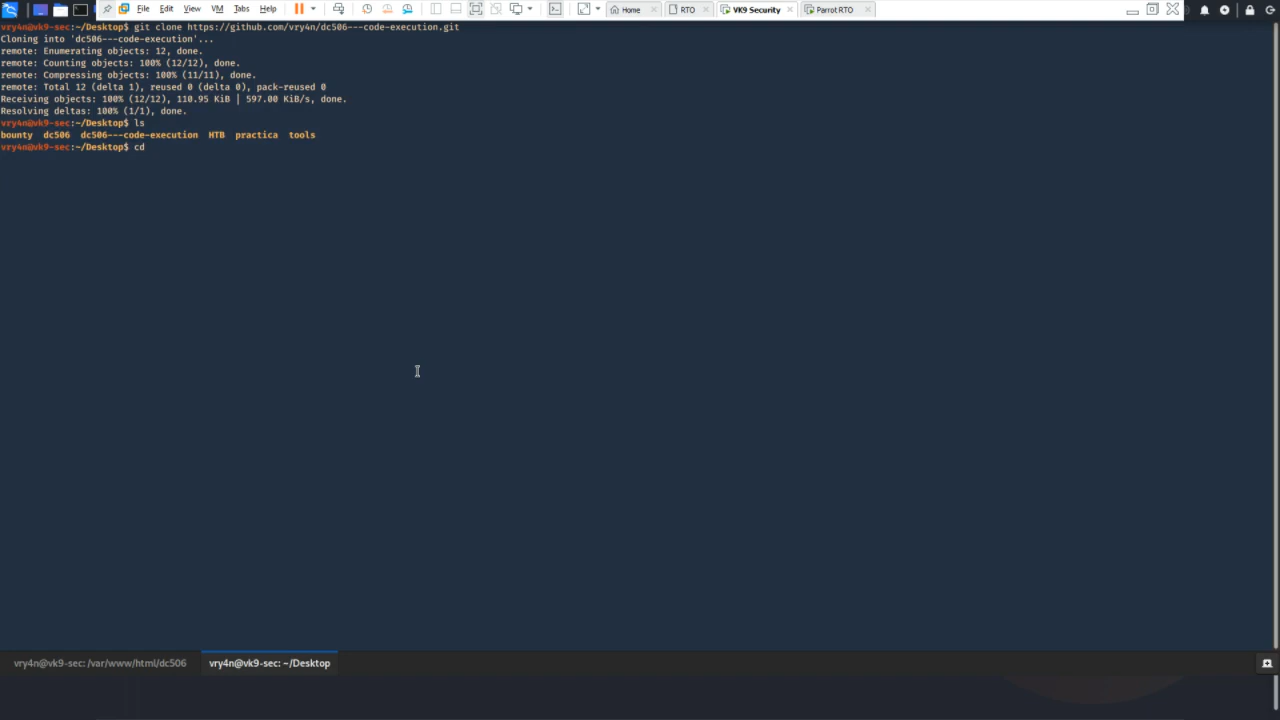 File Edit View VM Tabs Help Home RTO VK9 Security Parrot RTO
vry4n@vk9-sec:~/Desktop$ git clone https://github.com/vry4n/dc506---code-execution.git
Cloning into 'dc506---code-execution'...
remote: Enumerating objects: 12, done.
remote: Counting objects: 100% (12/12), done.
remote: Compressing objects: 100% (11/11), done.
remote: Total 12 (delta 1), reused 0 (delta 0), pack-reused 0
Receiving objects: 100% (12/12), 110.95 KiB | 597.00 KiB/s, done.
Resolving deltas: 100% (1/1), done.
vry4n@vk9-sec:~/Desktop$ ls
bounty dc506 dc506---code-execution HTB practica tools
vry4n@vk9-sec:~/Desktop$ cd
vry4n@vk9-sec: /var/www/html/dc506 vry4n@vk9-sec: ~/Desktop